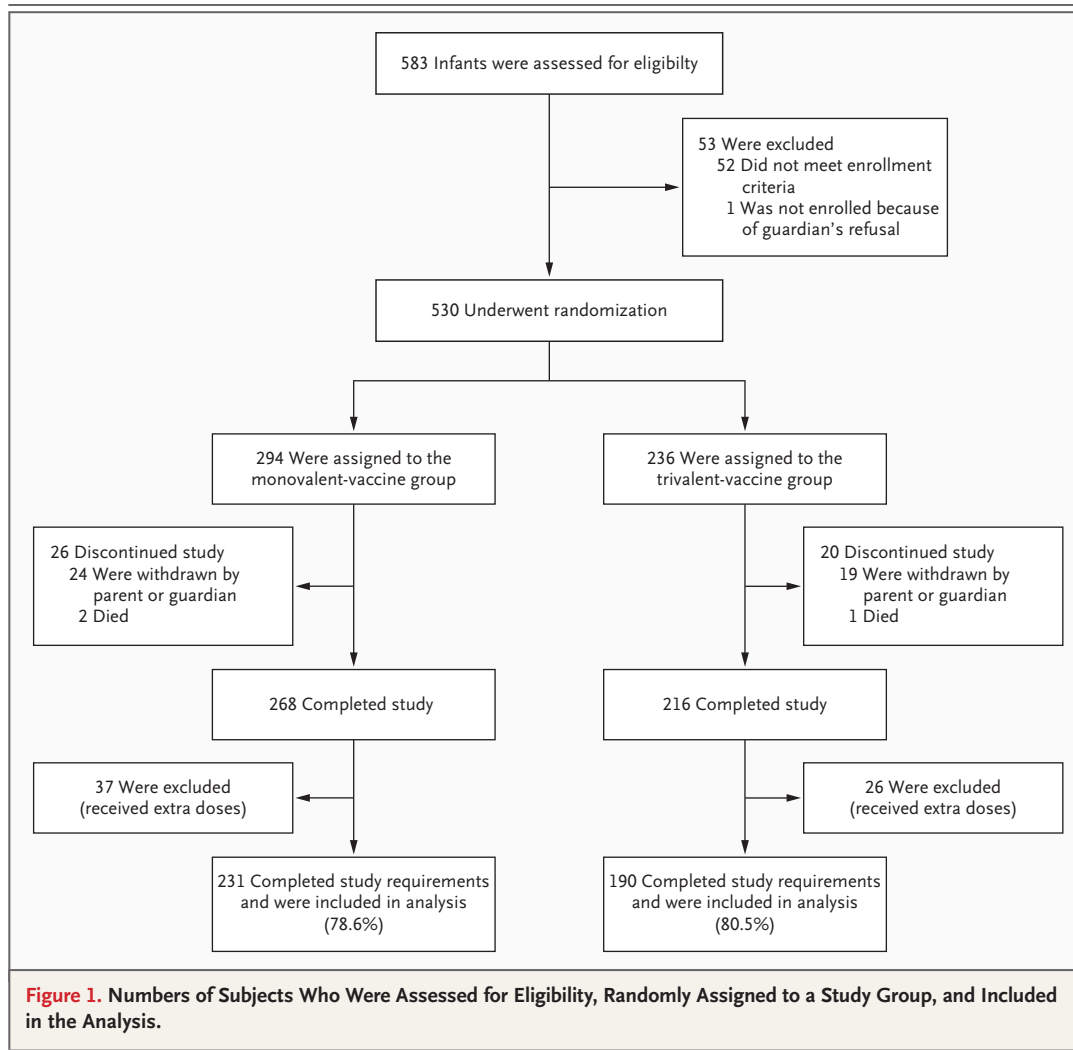 583 Infants were assessed for eligibilty
53 Were excluded
52 Did not meet enrollment
criteria
1 Was not enrolled because
of guardian's refusal
530 Underwent randomization
294 Were assigned to the
monovalent-vaccine group
236 Were assigned to the
trivalent-vaccine group
26 Discontinued study
24 Were withdrawn by
parent or guardian
2 Died
20 Discontinued study
19 Were withdrawn by
parent or guardian
1 Died
268 Completed study
216 Completed study
37 Were excluded
(received extra doses)
26 Were excluded
(received extra doses)
231 Completed study requirements
and were included in analysis
(78.6%)
190 Completed study requirements
and were included in analysis
(80.5%)
Figure 1. Numbers of Subjects Who Were Assessed for Eligibility, Randomly Assigned to a Study Group, and Included
in the Analysis.